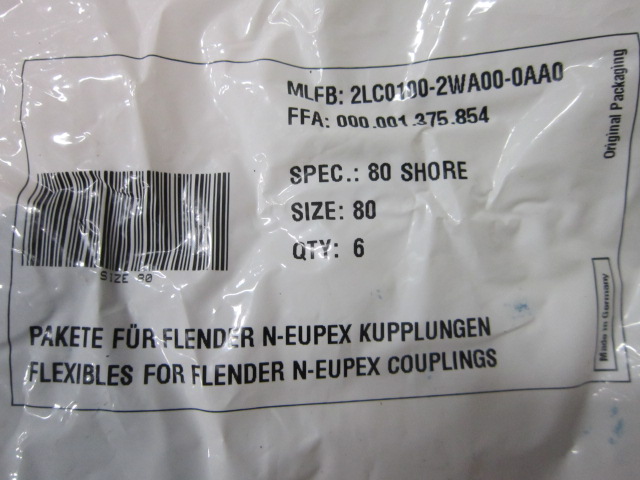 MLFB: 2LC0100-2WA00-0AA0
FFA: 000.001.375.854
Original Packaging
SPEC.: 80 SHORE
SIZE: 80
QTY: 6
SIZE 80
Made in Germany
PAKETE FÜR FLENDER N-EUPEX KUPPLUNGEN
FLEXIBLES FOR FLENDER N-EUPEX COUPLINGS